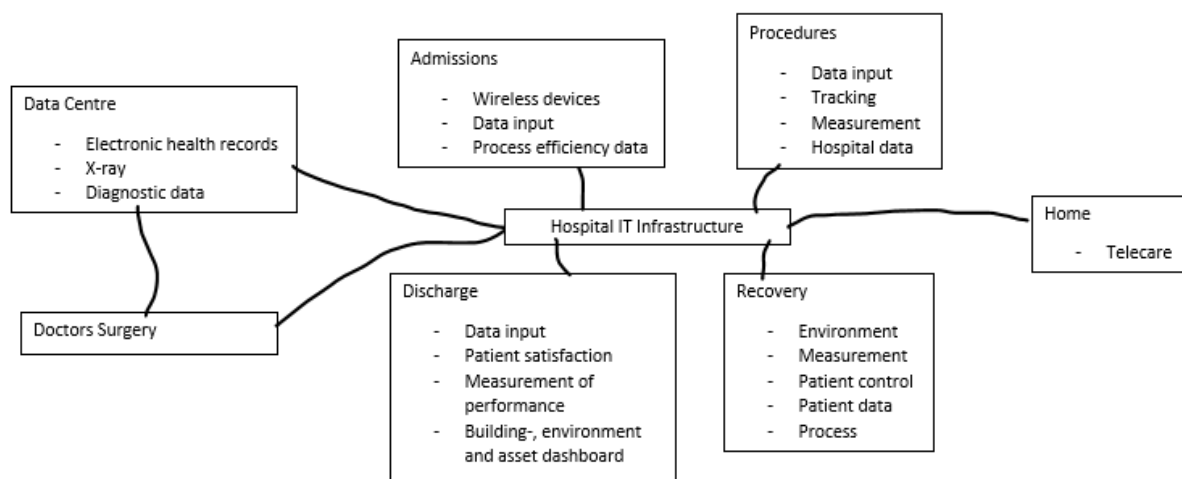 Procedures
- Data input
- Tracking
- Measurement
- Hospital data
Admissions
- Wireless devices
- Data input
- Process efficiency data
Data Centre
- Electronic health records
- X-ray
- Diagnostic data
Hospital IT Infrastructure
Home
- Telecare
Doctors Surgery
Discharge
- Data input
- Patient satisfaction
- Measurement of
performance
- Building-, environment
and asset dashboard
Recovery
- Environment
- Measurement
- Patient control
- Patient data
- Process